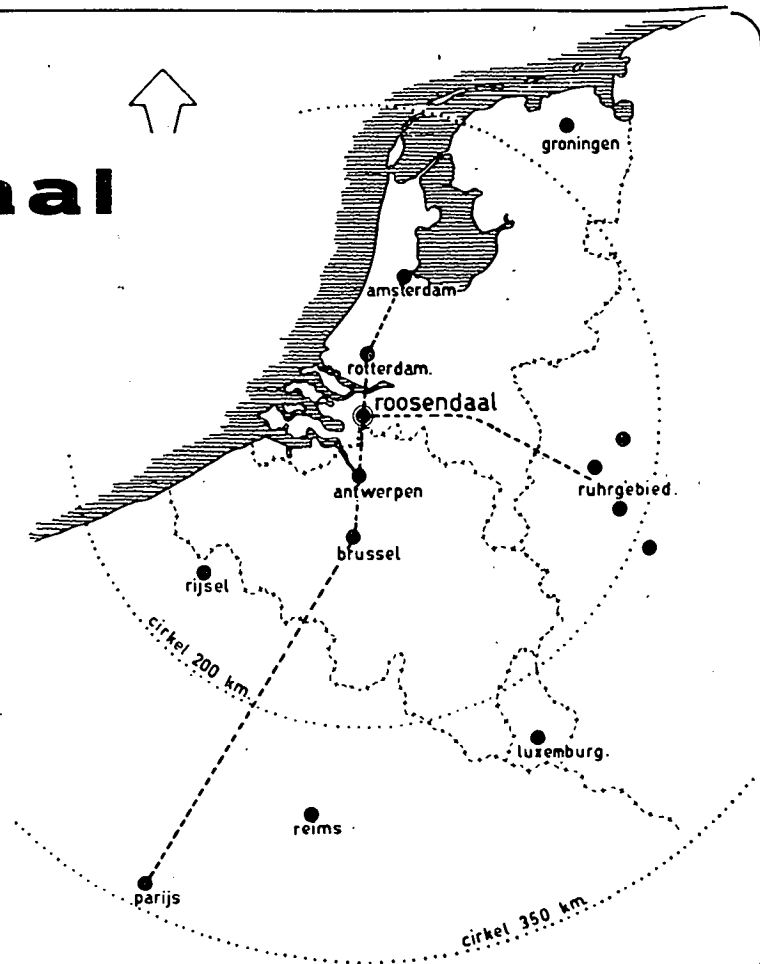 aal
groningen
amsterdam
rotterdam.
roosendaal
antwerpen
ruhrgebied.
brussel
rijsel
cirkel 200 km
luxemburg.
reims
parijs
cirkel 350 km